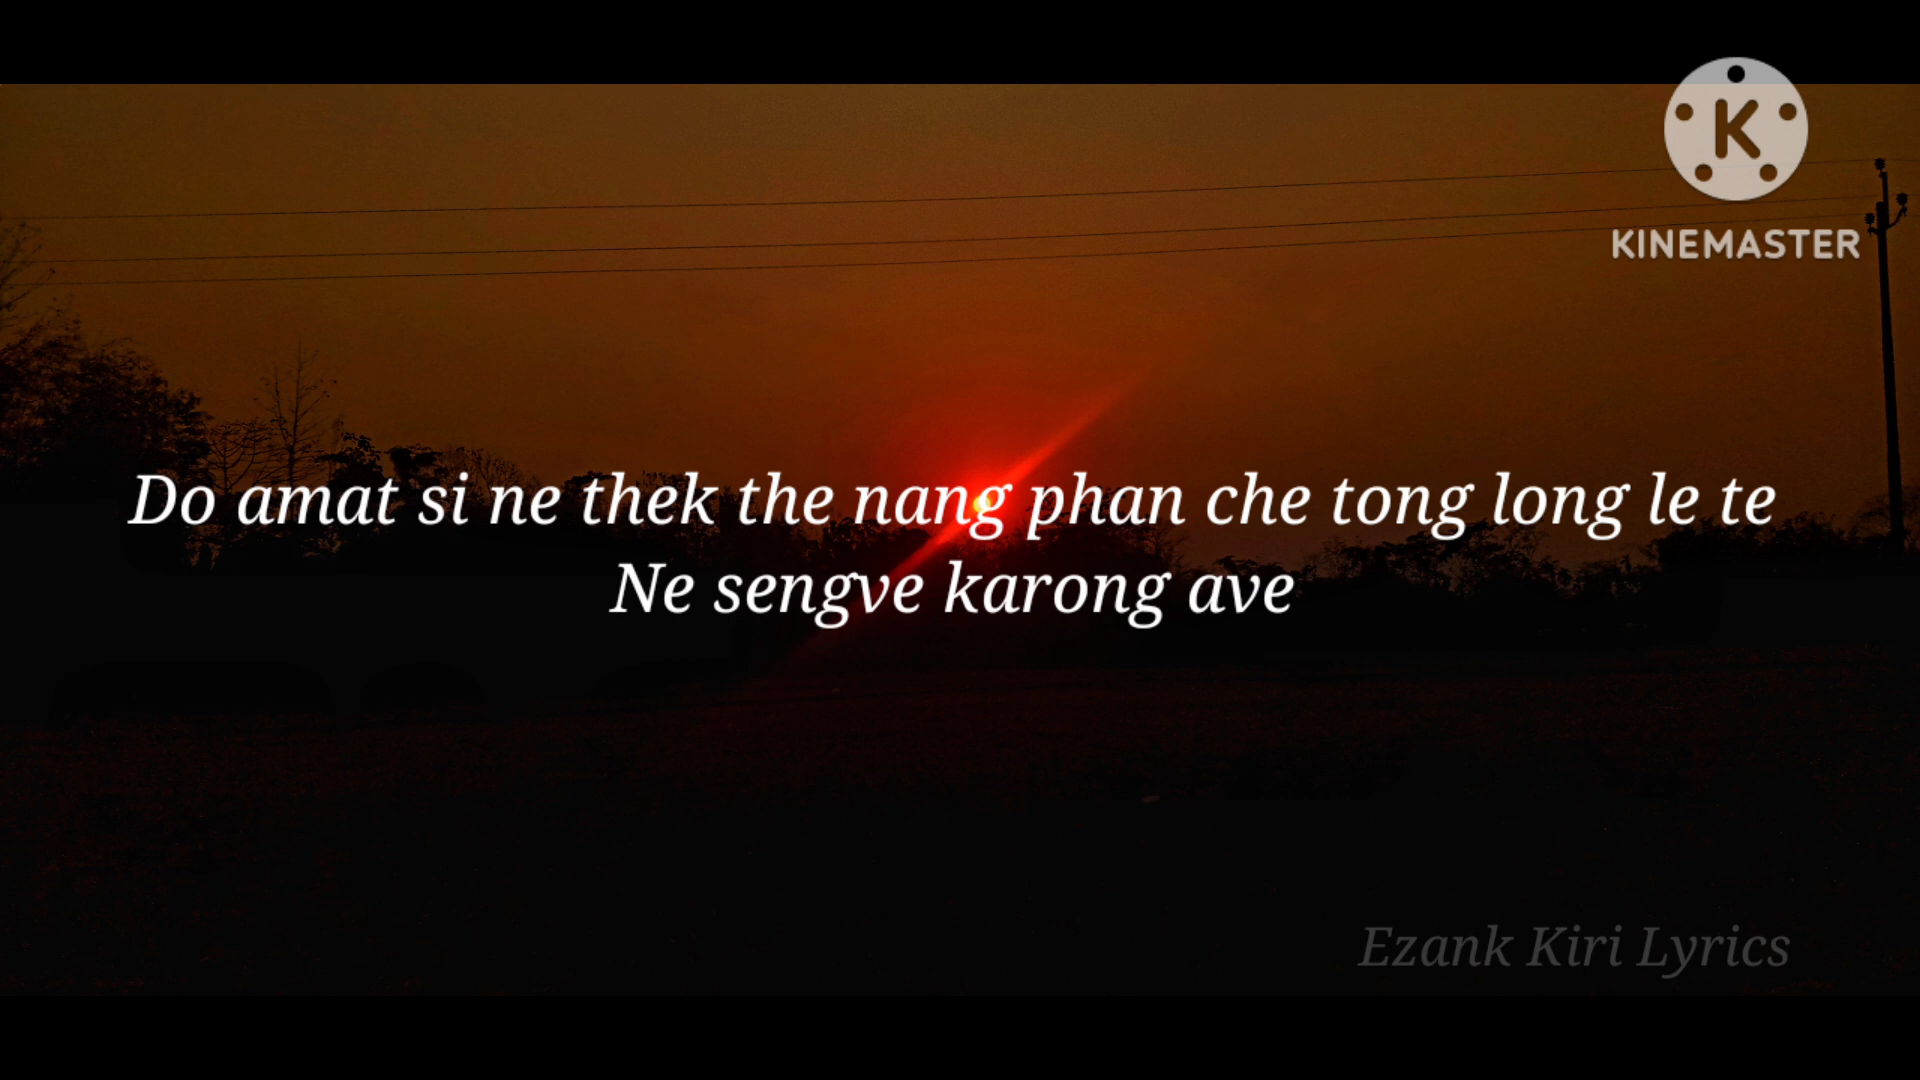 K
KINEMASTER
Do amat si ne thek the nang phan che tong long le te
Ne sengve karong ave
Ezank Kiri Lyrics